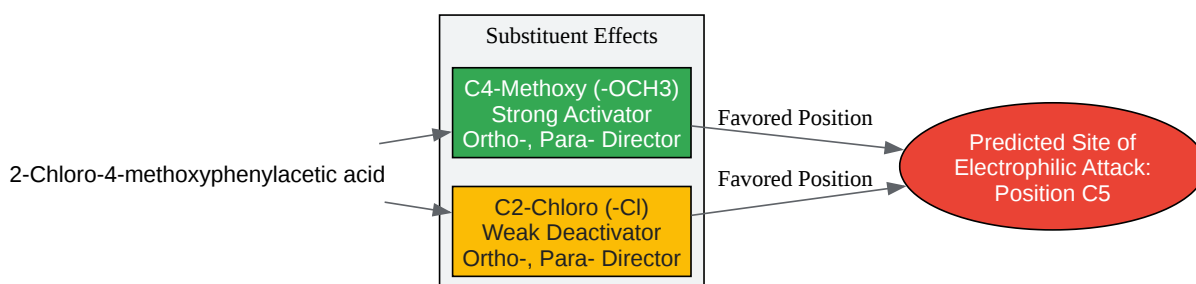 Substituent Effects
C4-Methoxy (-OCH3)
Strong Activator
Ortho-, Para- Director
Favored Position
2-Chloro-4-methoxyphenylacetic acid
Predicted Site of
Electrophilic Attack:
Position C5
Favored Position
C2-Chloro (-Cl)
Weak Deactivator
Ortho-, Para- Director